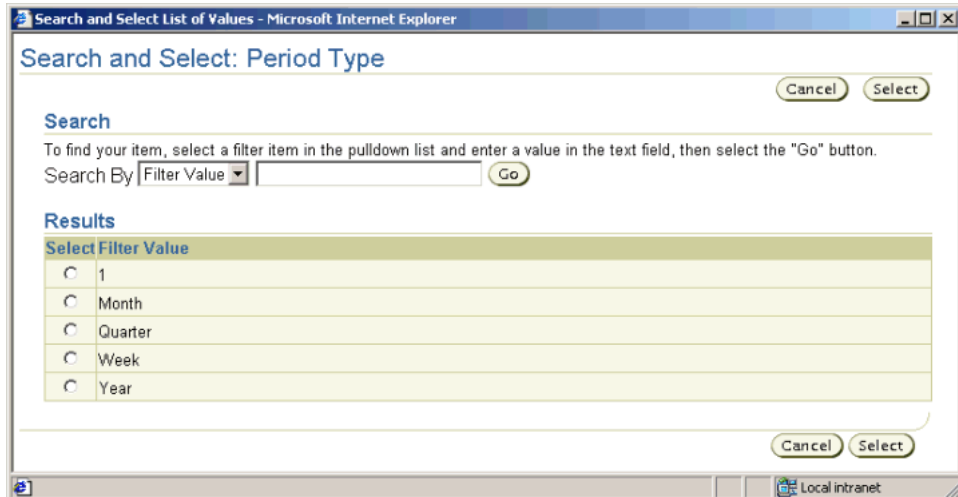 Search and Select List of Values - Microsoft Internet Explorer
Search and Select: Period Type
Cancel Select
Search
To find your item, select a filter item in the pulldown list and enter a value in the text field, then select the "Go" button.
Search By Filter Value Go
Results
Select Filter Value
1
Month
Quarter
Week
Year
Cancel Select
Local intranet